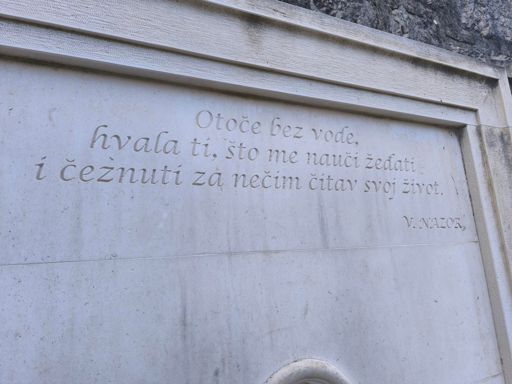 Otoče bez vode,
hvala ti, što me nauči žeđati
i čeznuti za nečim čitav svoj život.
V. NAZOR